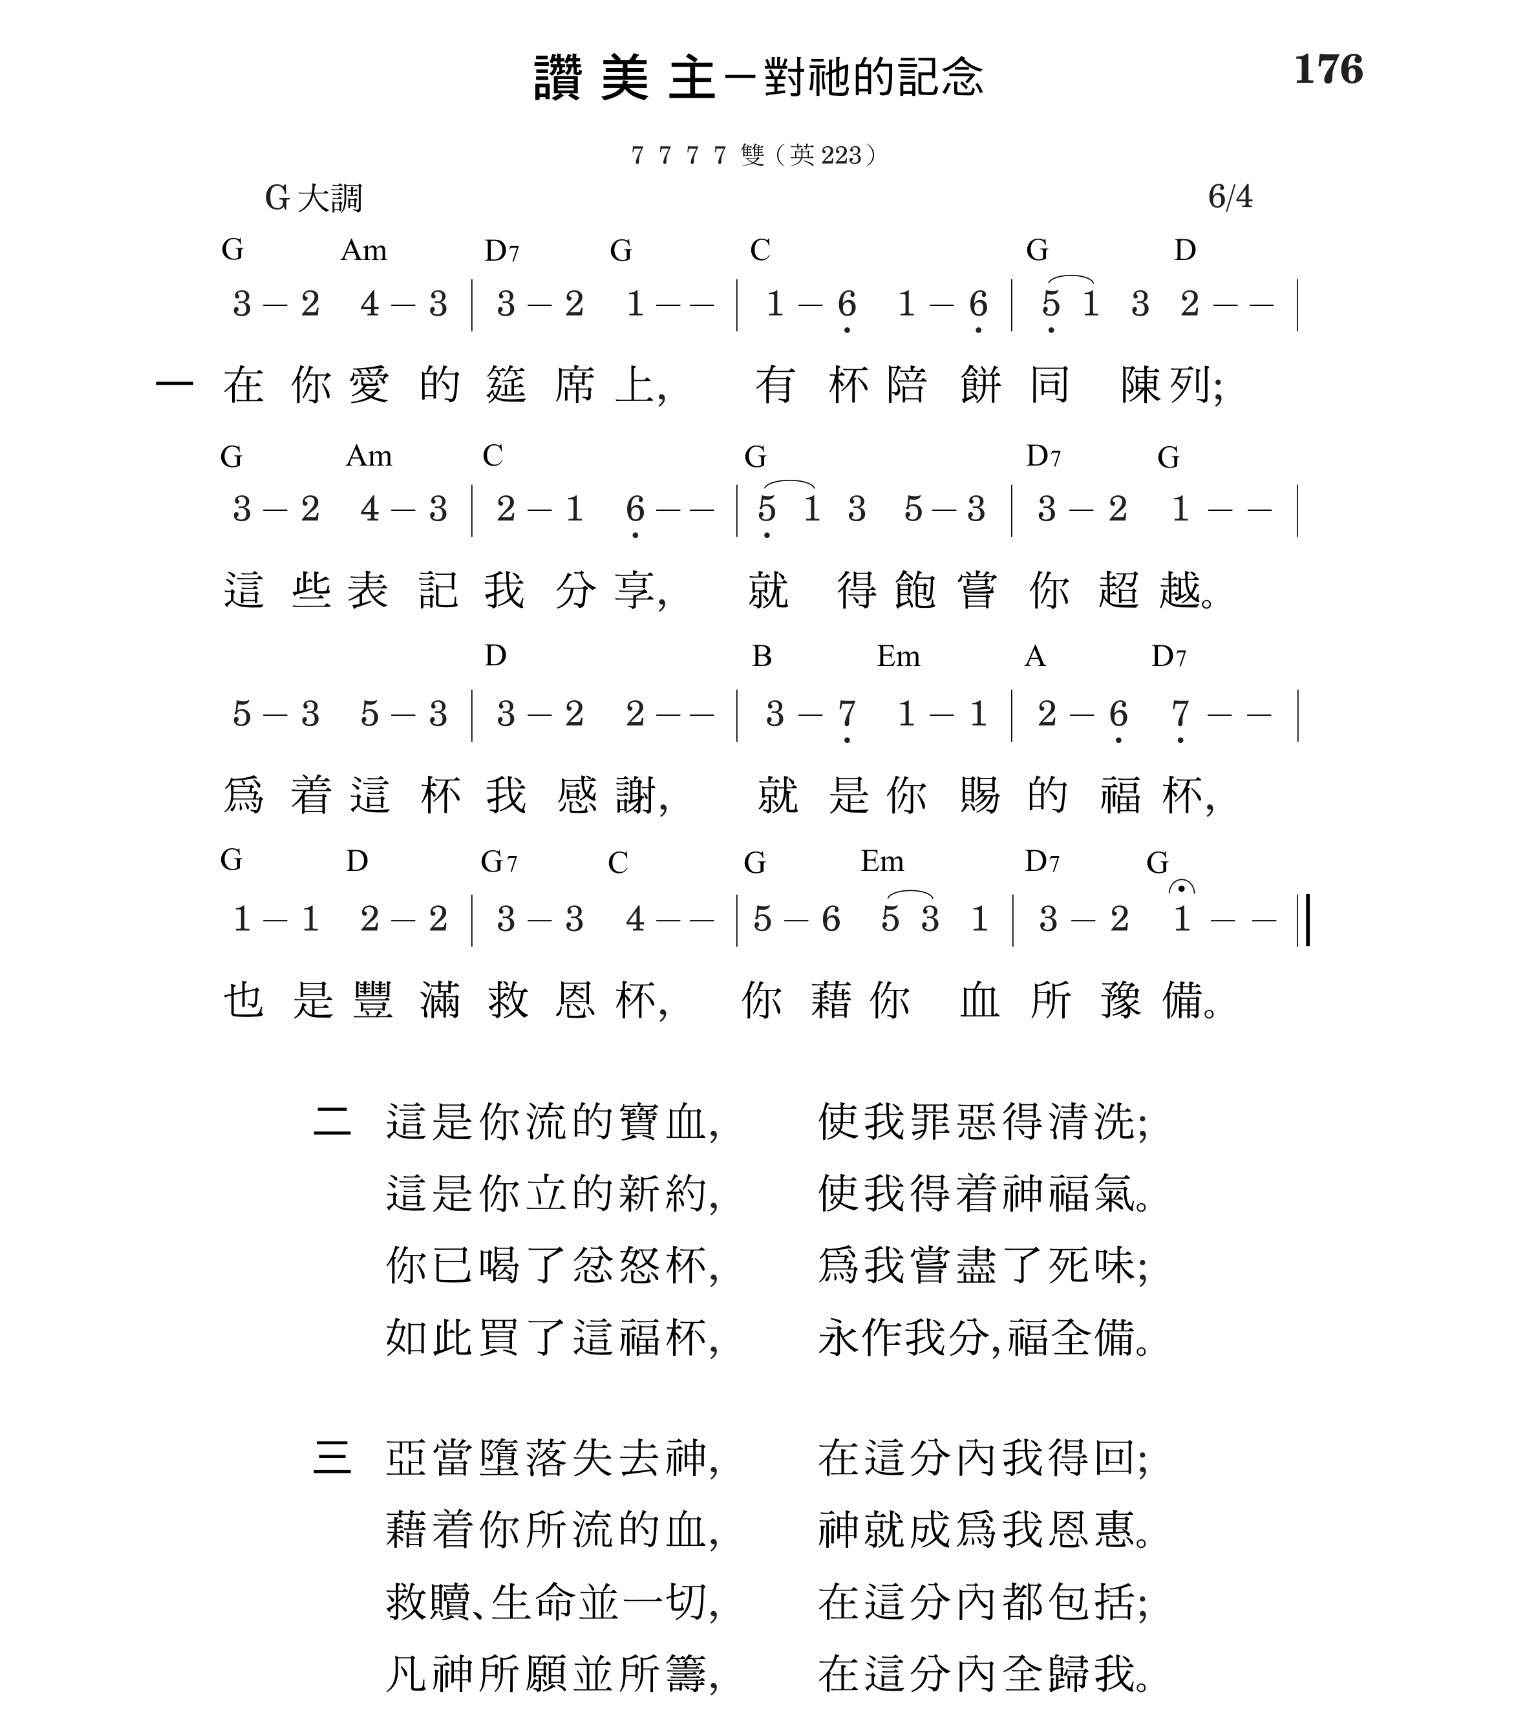 讚美主－對祂的記念
176
7 7 7 7 雙（英 223）
G 大調 6/4
G Am D7 G C G D
3 – 2 4 – 3 | 3 – 2 1 – – | 1 – 6̣ 1 – 6̣ | 5̣ 1 3 2 – – |
一 在你愛的筵席上, 有杯陪餅同陳列;
G Am C G D7 G
3 – 2 4 – 3 | 2 – 1 6̣ – – | 5̣ 1 3 5 – 3 | 3 – 2 1 – – |
這些表記我分享, 就得飽嘗你超越。
D B Em A D7
5 – 3 5 – 3 | 3 – 2 2 – – | 3 – 7̣ 1 – 1 | 2 – 6̣ 7̣ – – |
爲着這杯我感謝, 就是你賜的福杯,
G D G7 C G Em D7 G
1 – 1 2 – 2 | 3 – 3 4 – – | 5 – 6 5 3 1 | 3 – 2 1 – – ‖
也是豐滿救恩杯, 你藉你血所豫備。
二 這是你流的寶血, 使我罪惡得清洗;
這是你立的新約, 使我得着神福氣。
你已喝了忿怒杯, 爲我嘗盡了死味;
如此買了這福杯, 永作我分,福全備。
三 亞當墮落失去神, 在這分內我得回;
藉着你所流的血, 神就成爲我恩惠。
救贖、生命並一切, 在這分內都包括;
凡神所願並所籌, 在這分內全歸我。